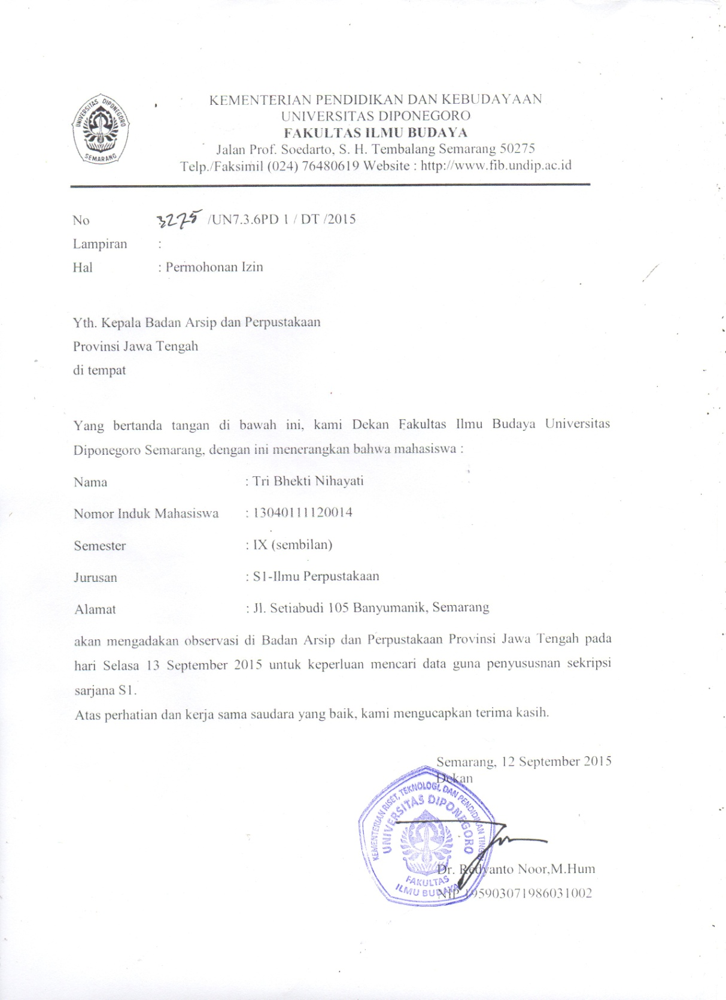 UNIVERSITAS DIPONEGORO
SEMARANG
KEMENTERIAN PENDIDIKAN DAN KEBUDAYAAN
UNIVERSITAS DIPONEGORO
FAKULTAS ILMU BUDAYA
Jalan Prof. Soedarto, S. H. Tembalang Semarang 50275
Telp./Faksimil (024) 76480619 Website : http://www.fib.undip.ac.id
No 3275 /UN7.3.6PD 1 / DT /2015
Lampiran :
Hal : Permohonan Izin
Yth. Kepala Badan Arsip dan Perpustakaan
Provinsi Jawa Tengah
di tempat
Yang bertanda tangan di bawah ini, kami Dekan Fakultas Ilmu Budaya Universitas
Diponegoro Semarang, dengan ini menerangkan bahwa mahasiswa :
Nama : Tri Bhekti Nihayati
Nomor Induk Mahasiswa : 13040111120014
Semester : IX (sembilan)
Jurusan : S1-Ilmu Perpustakaan
Alamat : Jl. Setiabudi 105 Banyumanik, Semarang
akan mengadakan observasi di Badan Arsip dan Perpustakaan Provinsi Jawa Tengah pada
hari Selasa 13 September 2015 untuk keperluan mencari data guna penyususnan sekripsi
sarjana S1.
Atas perhatian dan kerja sama saudara yang baik, kami mengucapkan terima kasih.
Semarang, 12 September 2015
Dekan
KEMENTERIAN RISET, TEKNOLOGI, DAN PENDIDIKAN TINGGI
UNIVERSITAS DIPONEGORO
FAKULTAS
ILMU BUDAYA
Dr. Redyanto Noor,M.Hum
NIP 195903071986031002